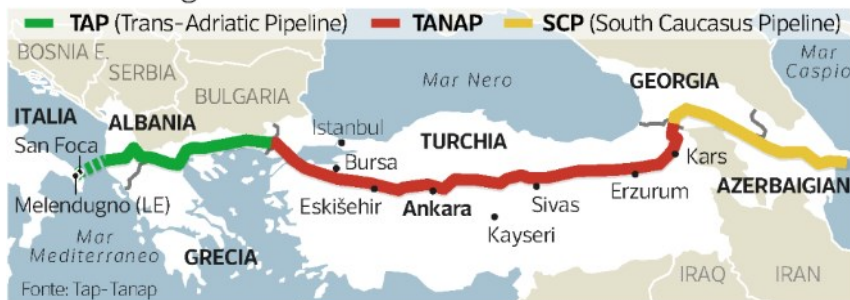 TAP (Trans-Adriatic Pipeline) TANAP SCP (South Caucasus Pipeline)
BOSNIA E.
SERBIA
BULGARIA
Mar Nero
GEORGIA
Mar
Caspio
ITALIA
ALBANIA
San Foca
Istanbul
TURCHIA
Bursa
Kars
Melendugno (LE)
Eskišehir
Ankara
Sivas
Erzurum
AZERBAIGIAN
Kayseri
Mar
Mediterraneo
GRECIA
IRAQ
IRAN
Fonte: Tap-Tanap